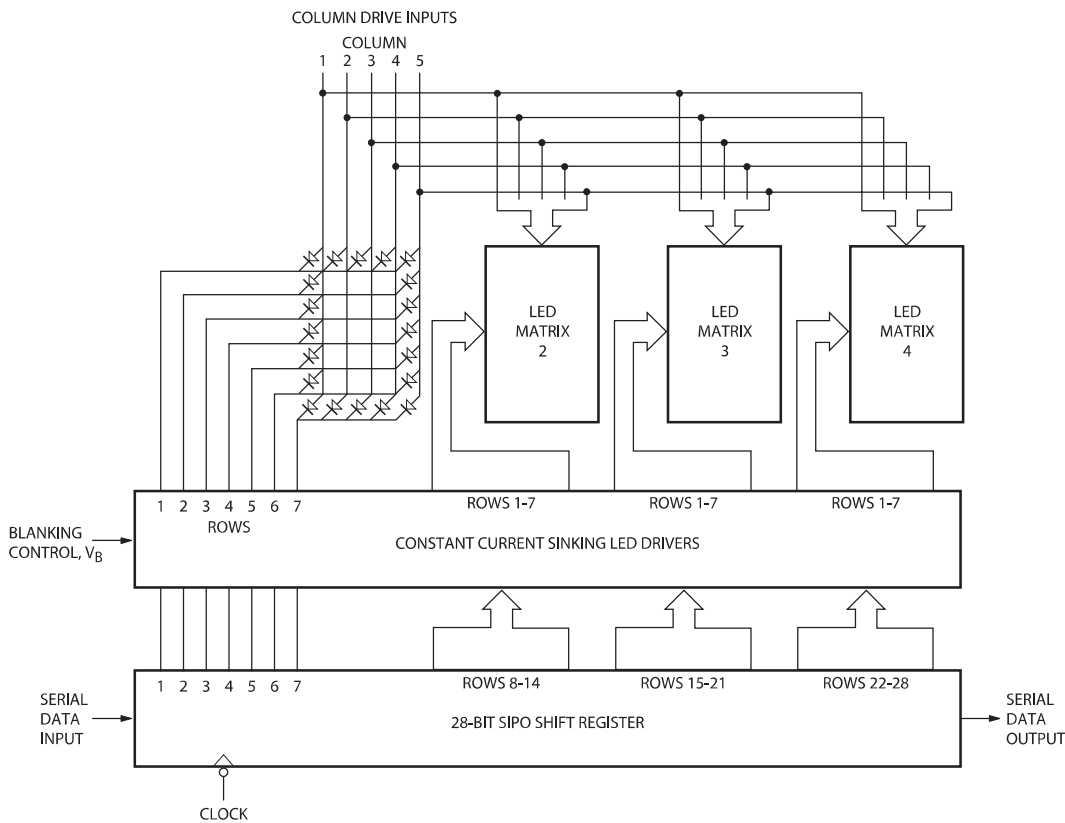 COLUMN DRIVE INPUTS
COLUMN
1 2 3 4 5
LED
MATRIX
2
LED
MATRIX
3
LED
MATRIX
4
1 2 3 4 5 6 7
ROWS
ROWS 1-7
ROWS 1-7
ROWS 1-7
BLANKING
CONTROL, VB
CONSTANT CURRENT SINKING LED DRIVERS
1 2 3 4 5 6 7
ROWS 8-14
ROWS 15-21
ROWS 22-28
SERIAL
DATA
INPUT
28-BIT SIPO SHIFT REGISTER
SERIAL
DATA
OUTPUT
CLOCK